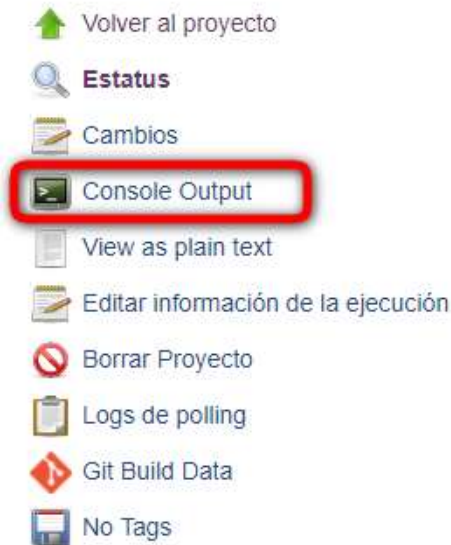 Volver al proyecto
Estatus
Cambios
Console Output
View as plain text
Editar información de la ejecución
Borrar Proyecto
Logs de polling
Git Build Data
No Tags